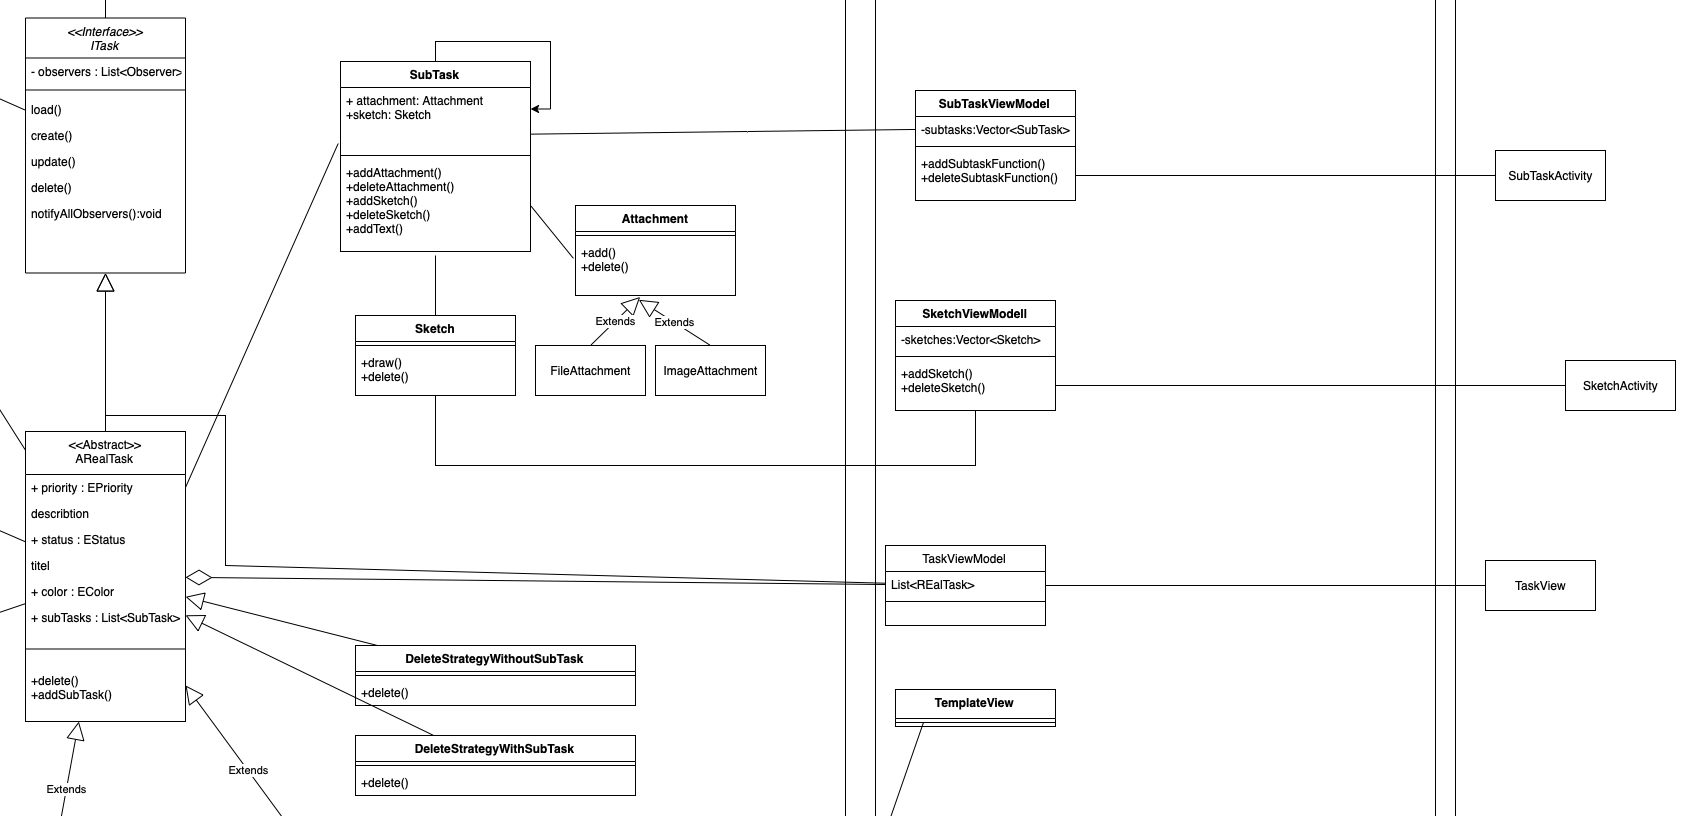 <<Interface>>
ITask
- observers : List<Observer>
load()
create()
update()
delete()
notifyAllObservers():void
SubTask
+ attachment: Attachment
+sketch: Sketch
+addAttachment()
+deleteAttachment()
+addSketch()
+deleteSketch()
+addText()
Attachment
+add()
+delete()
Extends
Extends
FileAttachment
ImageAttachment
Sketch
+draw()
+delete()
<<Abstract>>
ARealTask
+ priority : EPriority
describtion
+ status : EStatus
titel
+ color : EColor
+ subTasks : List<SubTask>
+delete()
+addSubTask()
Extends
Extends
DeleteStrategyWithoutSubTask
+delete()
DeleteStrategyWithSubTask
+delete()
SubTaskViewModel
-subtasks:Vector<SubTask>
+addSubtaskFunction()
+deleteSubtaskFunction()
SketchViewModell
-sketches:Vector<Sketch>
+addSketch()
+deleteSketch()
TaskViewModel
List<REalTask>
TemplateView
SubTaskActivity
SketchActivity
TaskView